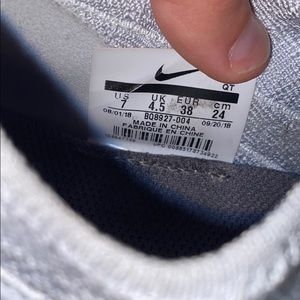 QT
US UK EUR cm
7 4.5 38 24
08/01/18 BQ8927-004 09/20/18
MADE IN CHINA
FABRIQUÉ EN CHINE